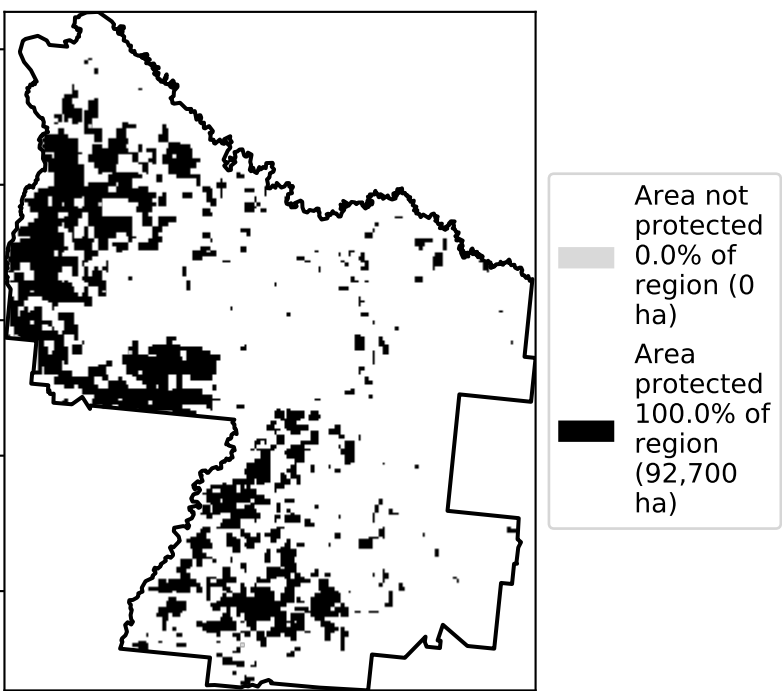 Area not
protected
0.0% of
region (0
ha)
Area
protected
100.0% of
region
(92,700
ha)